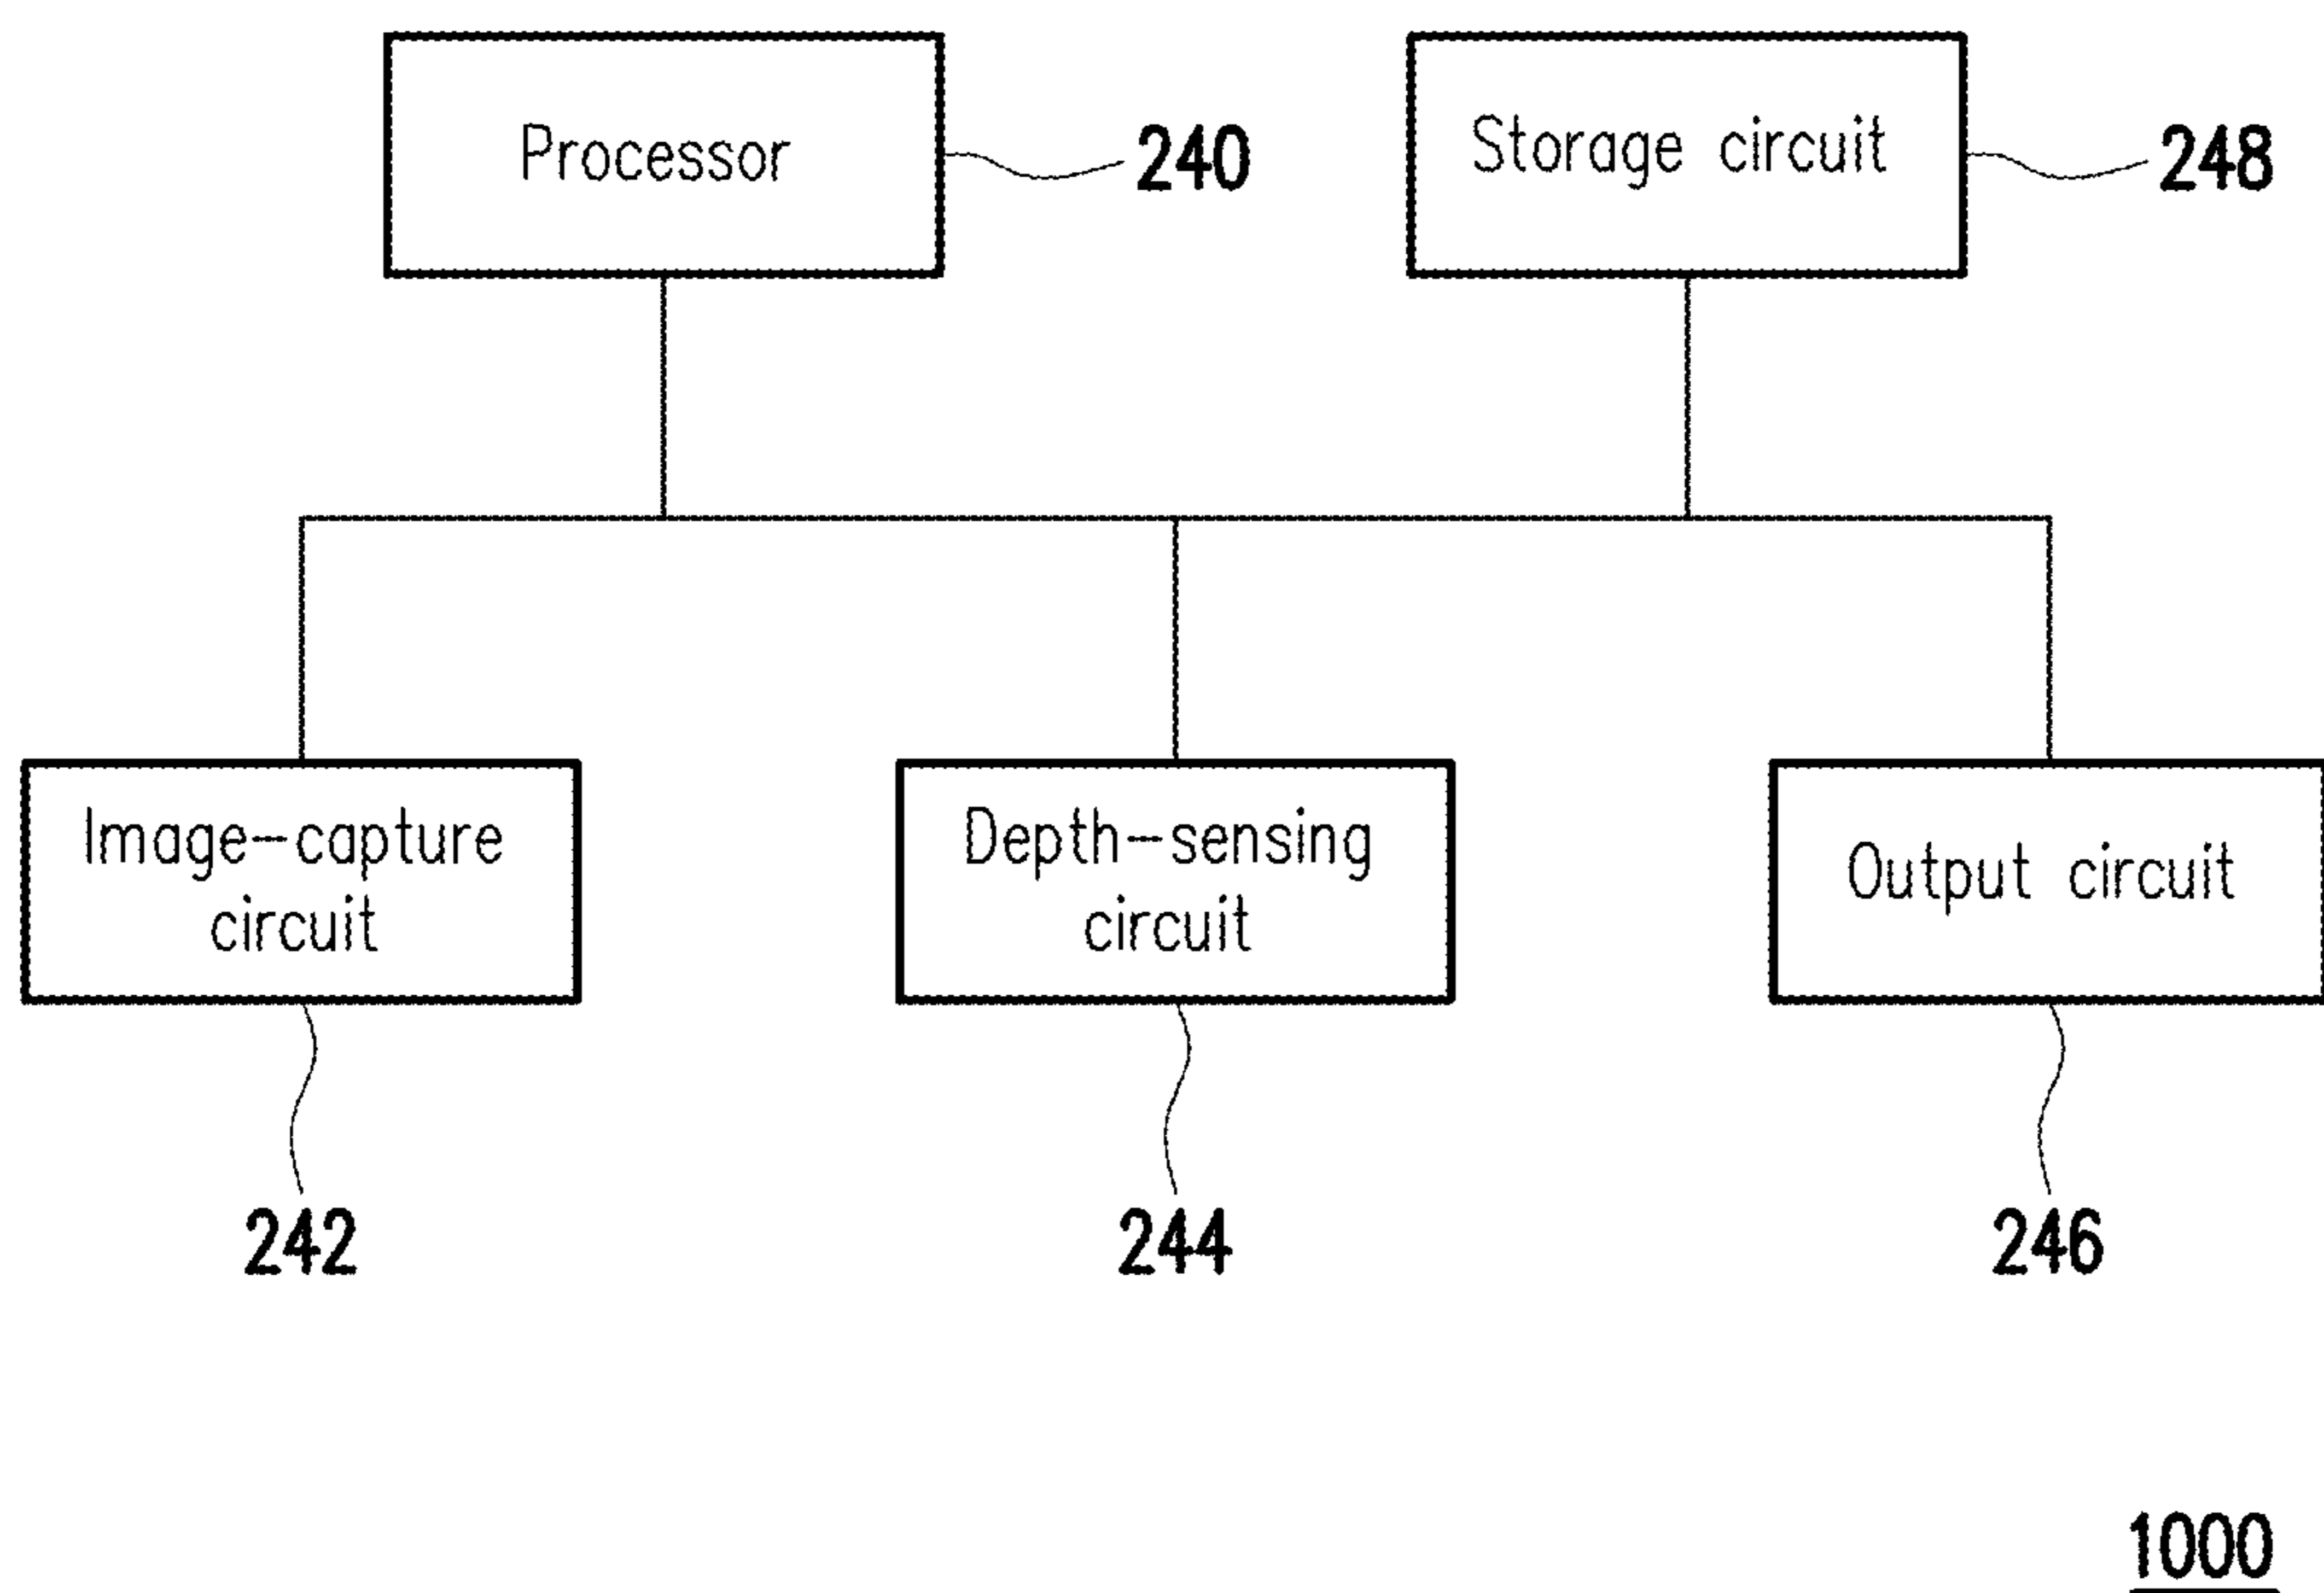 Processor
240
Storage circuit
248
Image-capture
circuit
Depth-sensing
circuit
Output circuit
242
244
246
1000